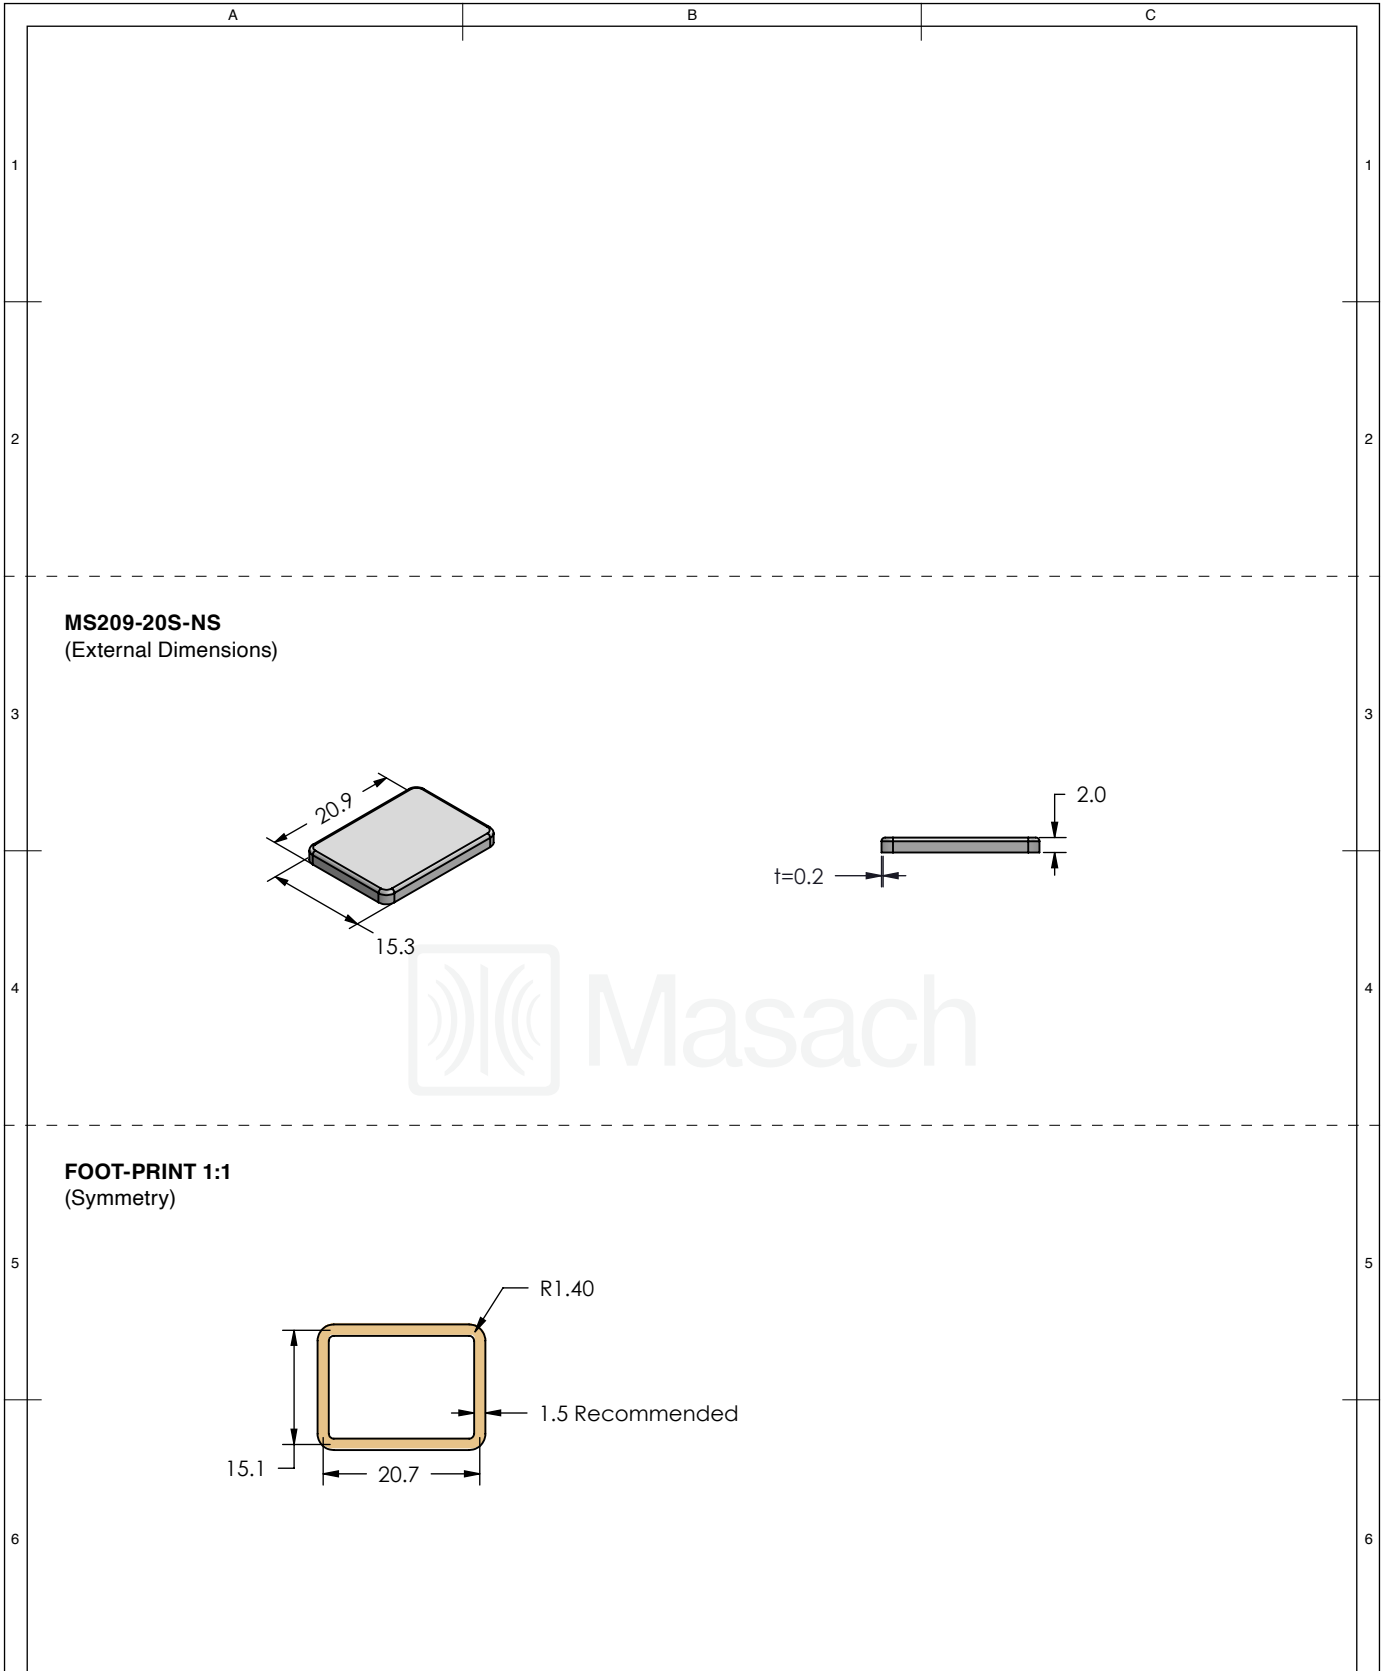 A B C
1 1
2 2
MS209-20S-NS
(External Dimensions)
3 3
20.9
2.0
t=0.2
15.3
4 4
Masach
FOOT-PRINT 1:1
(Symmetry)
5 5
R1.40
1.5 Recommended
15.1
20.7
6 6